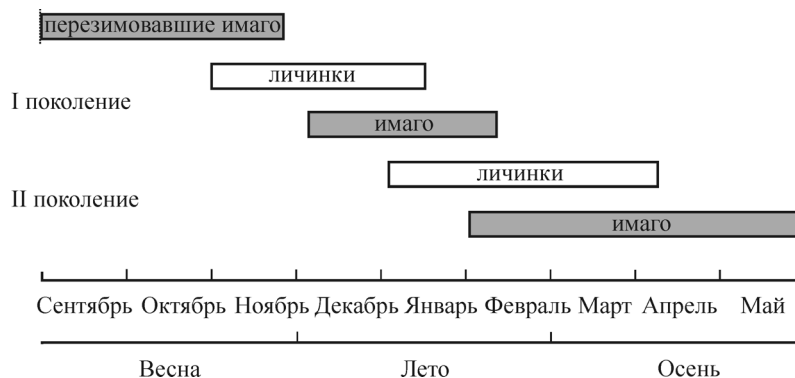 перезимовавшие имаго
личинки
I поколение
имаго
личинки
II поколение
имаго
Сентябрь Октябрь Ноябрь Декабрь Январь Февраль Март Апрель Май
Весна Лето Осень